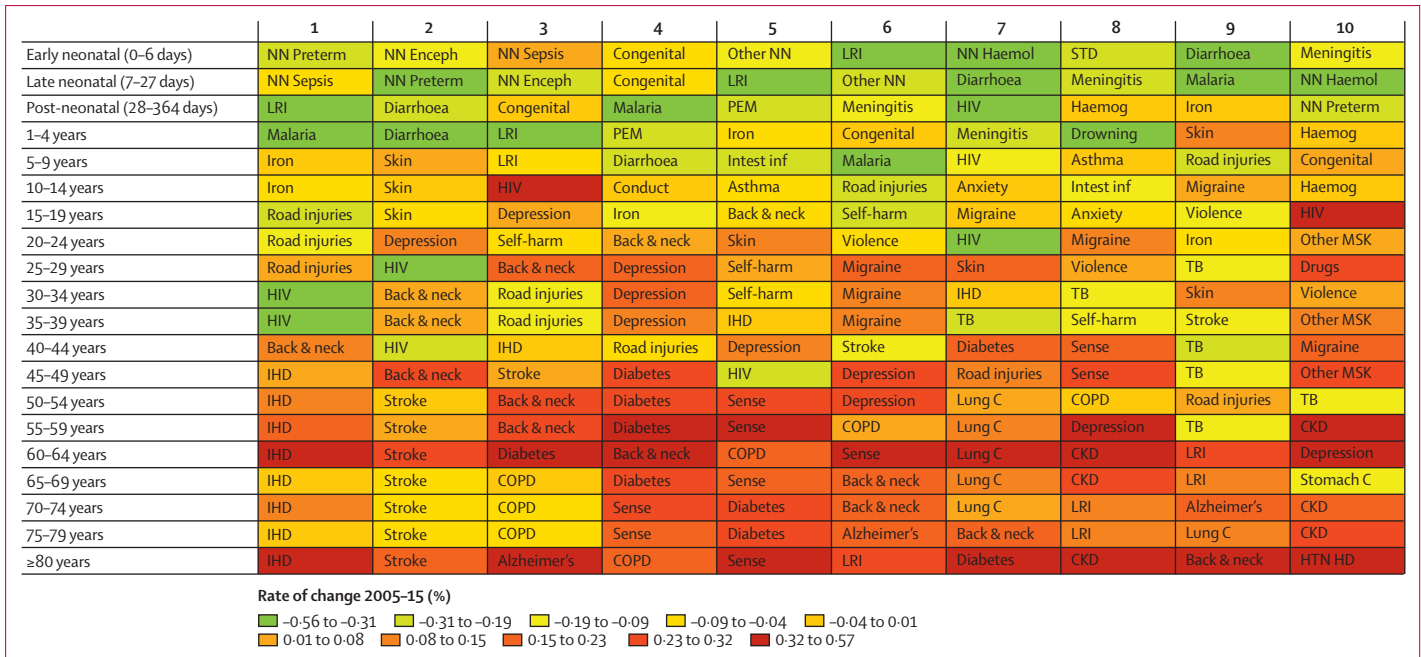 1 2 3 4 5 6 7 8 9 10
Early neonatal (0–6 days) NN Preterm NN Enceph NN Sepsis Congenital Other NN LRI NN Haemol STD Diarrhoea Meningitis
Late neonatal (7–27 days) NN Sepsis NN Preterm NN Enceph Congenital LRI Other NN Diarrhoea Meningitis Malaria NN Haemol
Post-neonatal (28–364 days) LRI Diarrhoea Congenital Malaria PEM Meningitis HIV Haemog Iron NN Preterm
1–4 years Malaria Diarrhoea LRI PEM Iron Congenital Meningitis Drowning Skin Haemog
5–9 years Iron Skin LRI Diarrhoea Intest inf Malaria HIV Asthma Road injuries Congenital
10–14 years Iron Skin HIV Conduct Asthma Road injuries Anxiety Intest inf Migraine Haemog
15–19 years Road injuries Skin Depression Iron Back & neck Self-harm Migraine Anxiety Violence HIV
20–24 years Road injuries Depression Self-harm Back & neck Skin Violence HIV Migraine Iron Other MSK
25–29 years Road injuries HIV Back & neck Depression Self-harm Migraine Skin Violence TB Drugs
30–34 years HIV Back & neck Road injuries Depression Self-harm Migraine IHD TB Skin Violence
35–39 years HIV Back & neck Road injuries Depression IHD Migraine TB Self-harm Stroke Other MSK
40–44 years Back & neck HIV IHD Road injuries Depression Stroke Diabetes Sense TB Migraine
45–49 years IHD Back & neck Stroke Diabetes HIV Depression Road injuries Sense TB Other MSK
50–54 years IHD Stroke Back & neck Diabetes Sense Depression Lung C COPD Road injuries TB
55–59 years IHD Stroke Back & neck Diabetes Sense COPD Lung C Depression TB CKD
60–64 years IHD Stroke Diabetes Back & neck COPD Sense Lung C CKD LRI Depression
65–69 years IHD Stroke COPD Diabetes Sense Back & neck Lung C CKD LRI Stomach C
70–74 years IHD Stroke COPD Sense Diabetes Back & neck Lung C LRI Alzheimer's CKD
75–79 years IHD Stroke COPD Sense Diabetes Alzheimer's Back & neck LRI Lung C CKD
≥80 years IHD Stroke Alzheimer's COPD Sense LRI Diabetes CKD Back & neck HTN HD
Rate of change 2005–15 (%)
–0·56 to –0·31 –0·31 to –0·19 –0·19 to –0·09 –0·09 to –0·04 –0·04 to 0·01
0·01 to 0·08 0·08 to 0·15 0·15 to 0·23 0·23 to 0·32 0·32 to 0·57